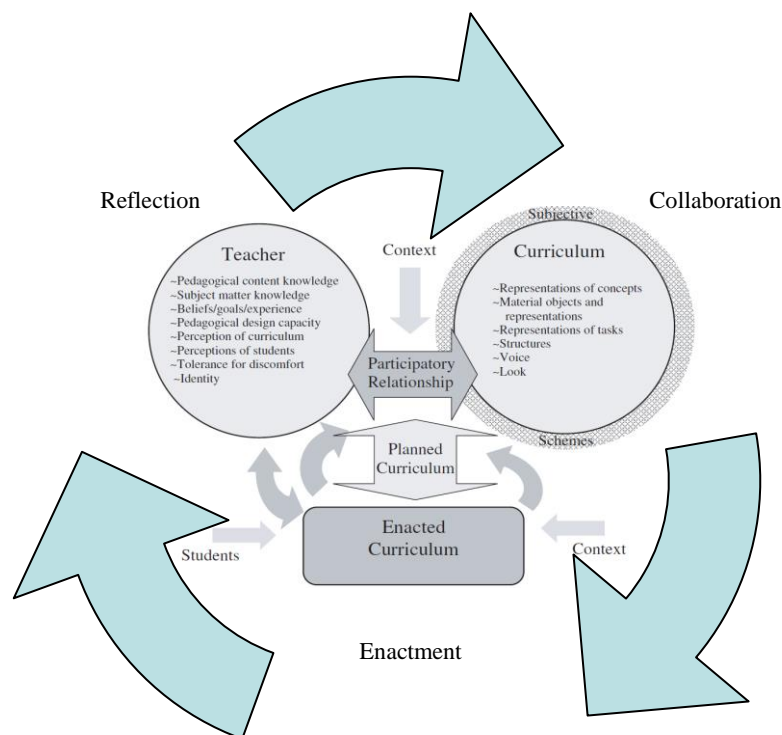 Reflection
Collaboration
Subjective
Teacher
~Pedagogical content knowledge
~Subject matter knowledge
~Beliefs/goals/experience
~Pedagogical design capacity
~Perception of curriculum
~Perceptions of students
~Tolerance for discomfort
~Identity
Context
Curriculum
~Representations of concepts
~Material objects and
representations
~Representations of tasks
~Structures
~Voice
~Look
Participatory
Relationship
Schemes
Planned
Curriculum
Enacted
Curriculum
Students
Context
Enactment